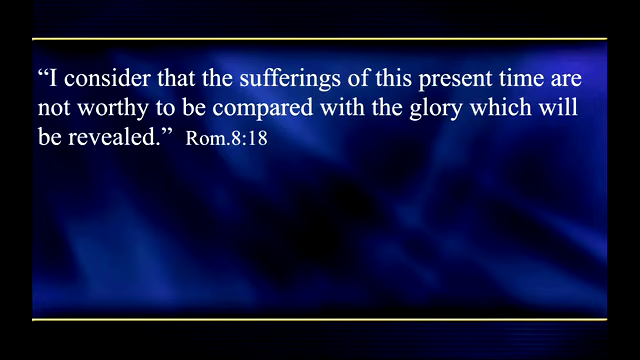 “I consider that the sufferings of this present time are
not worthy to be compared with the glory which will
be revealed.” Rom.8:18